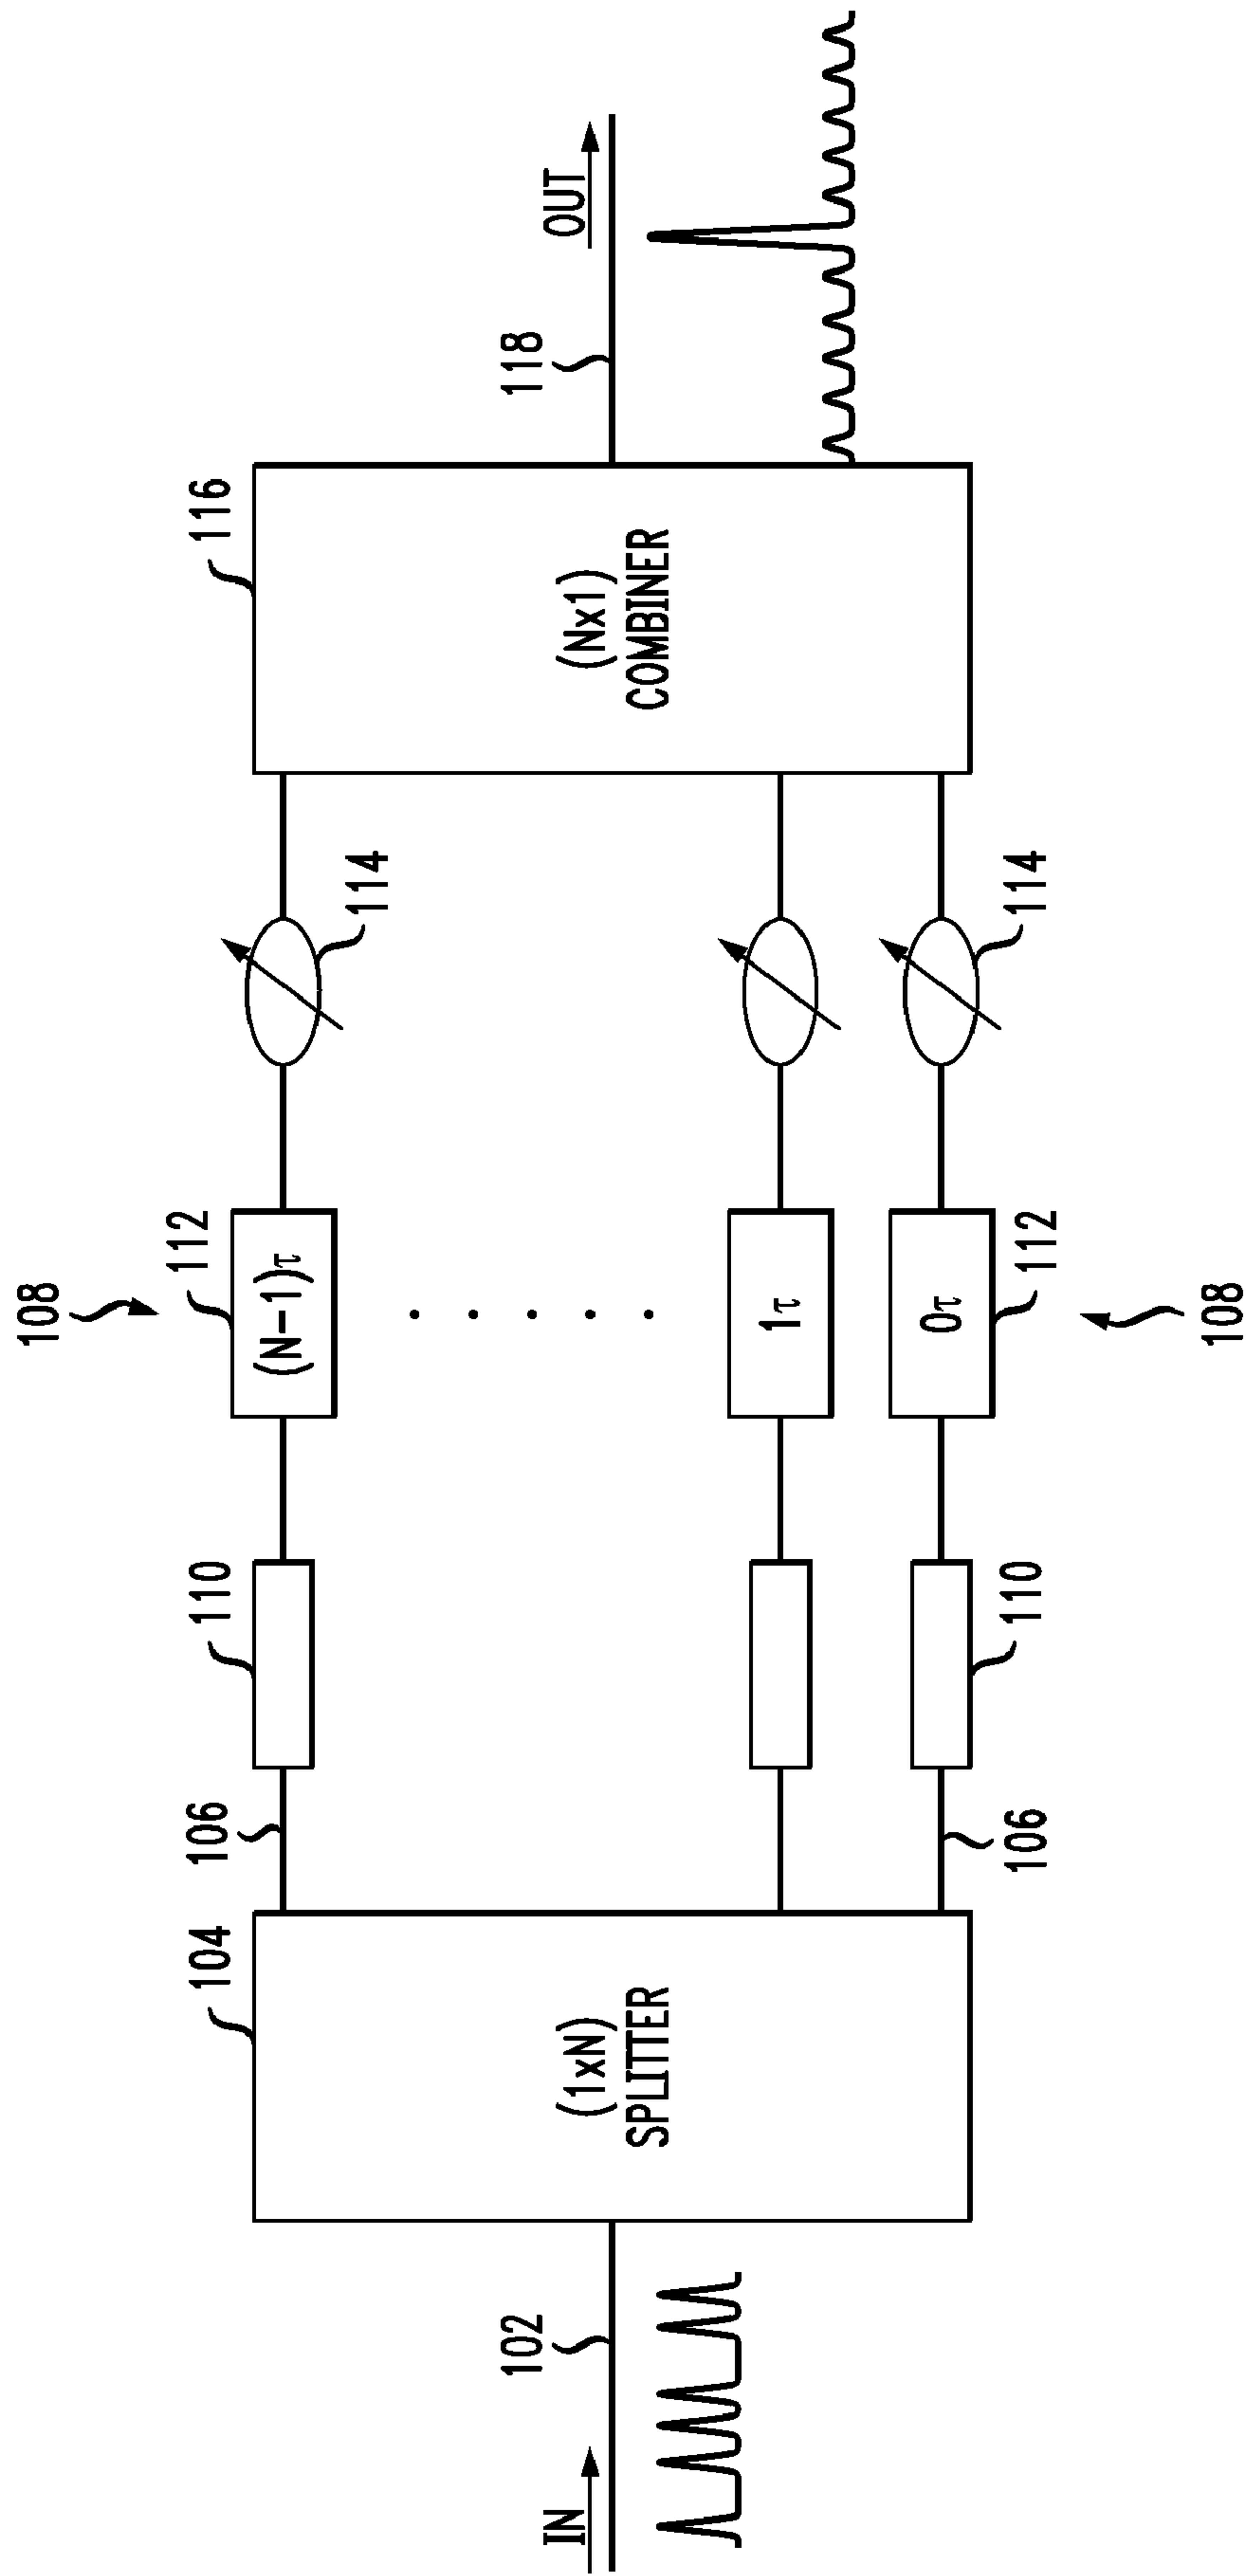 IN
102
104
(1xN)
SPLITTER
106
106
110
110
108
112
(N-1)τ
1τ
0τ
112
108
114
114
116
(Nx1)
COMBINER
118
OUT